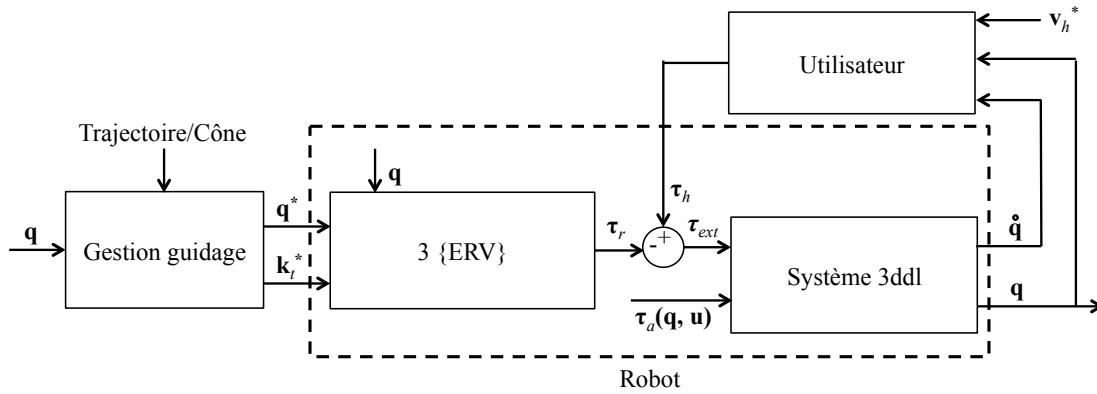 v_h^*
Utilisateur
Trajectoire/Cône
q
q^*
τ_h
Gestion guidage
3 {ERV}
τ_r
- +
τ_ext
q̊
q
k_t^*
Système 3ddl
τ_a(q, u)
q
Robot